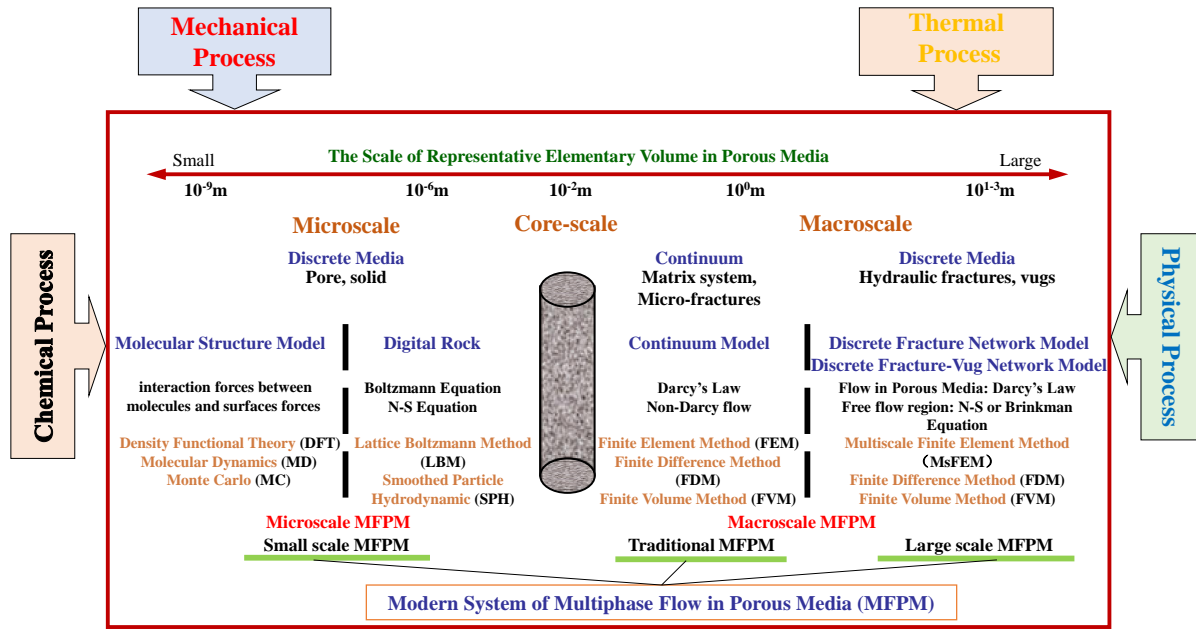 Mechanical
Process
Thermal
Process
Chemical Process
Physical Process
The Scale of Representative Elementary Volume in Porous Media
Small
Large
10-9m
10-6m
10-2m
100m
101-3m
Microscale
Core-scale
Macroscale
Discrete Media
Pore, solid
Continuum
Matrix system,
Micro-fractures
Discrete Media
Hydraulic fractures, vugs
Molecular Structure Model
Digital Rock
Continuum Model
Discrete Fracture Network Model
Discrete Fracture-Vug Network Model
interaction forces between
molecules and surfaces forces
Boltzmann Equation
N-S Equation
Darcy's Law
Non-Darcy flow
Flow in Porous Media: Darcy's Law
Free flow region: N-S or Brinkman
Equation
Density Functional Theory (DFT)
Molecular Dynamics (MD)
Monte Carlo (MC)
Lattice Boltzmann Method
(LBM)
Smoothed Particle
Hydrodynamic (SPH)
Finite Element Method (FEM)
Finite Difference Method
(FDM)
Finite Volume Method (FVM)
Multiscale Finite Element Method
（MsFEM）
Finite Difference Method (FDM)
Finite Volume Method (FVM)
Microscale MFPM
Macroscale MFPM
Small scale MFPM
Traditional MFPM
Large scale MFPM
Modern System of Multiphase Flow in Porous Media (MFPM)